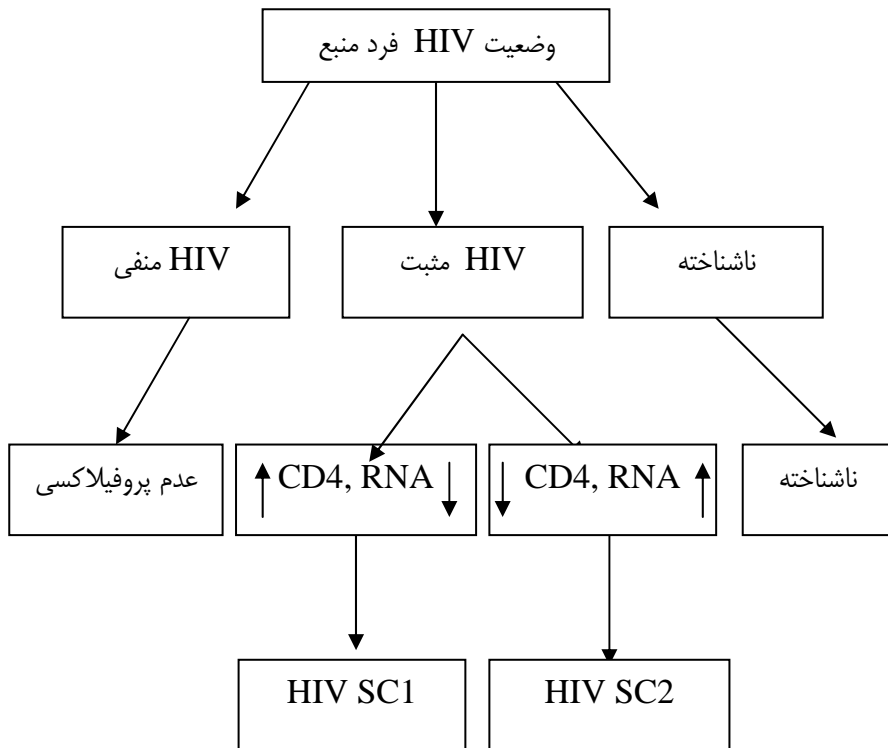 وضعیت HIV فرد منبع
ناشناخته
HIV مثبت
HIV منفی
ناشناخته
↓ CD4, RNA ↑
↑ CD4, RNA ↓
عدم پروفیلاکسی
HIV SC2
HIV SC1